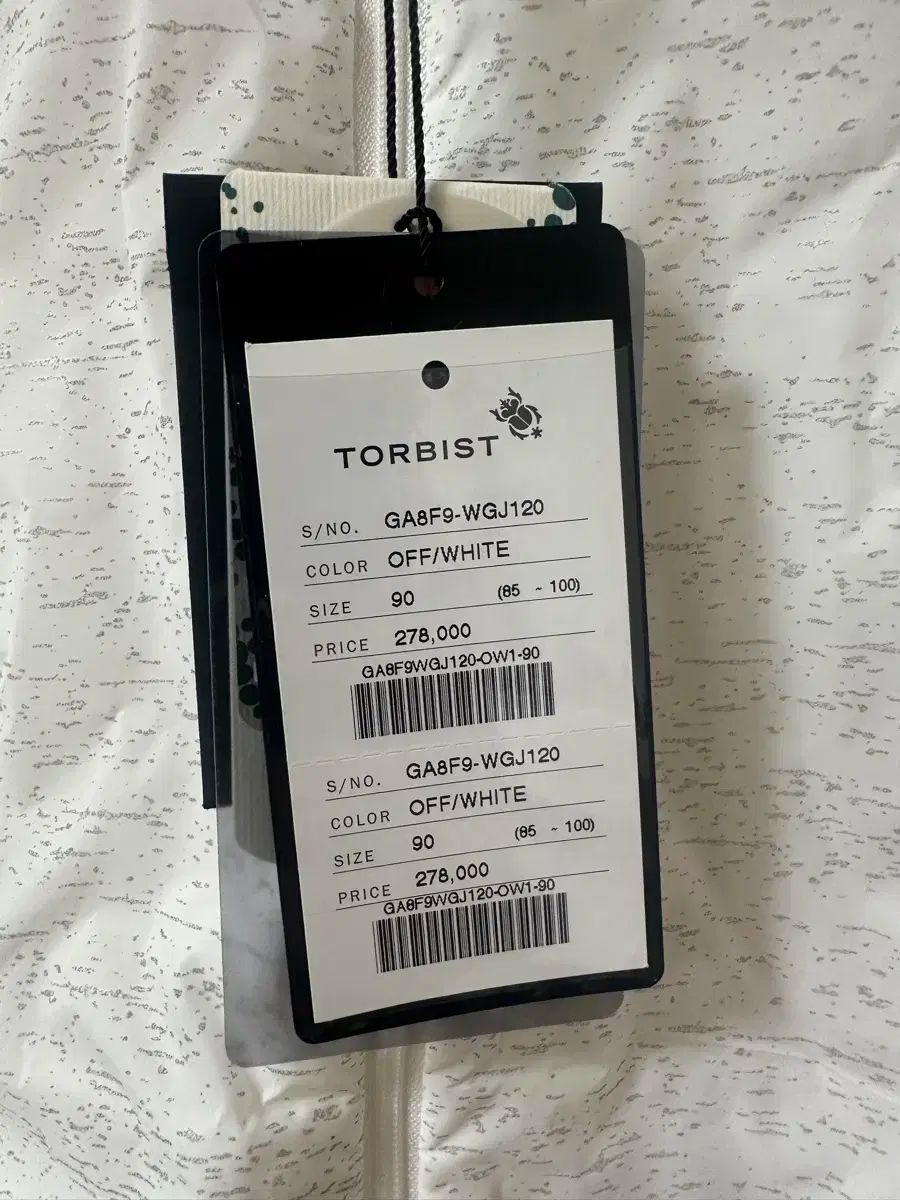 TORBIST
S/NO. GA8F9-WGJ120
COLOR OFF/WHITE
SIZE 90 (85 ~ 100)
PRICE 278,000
GA8F9WGJ120-OW1-90
S/NO. GA8F9-WGJ120
COLOR OFF/WHITE
SIZE 90 (85 ~ 100)
PRICE 278,000
GA8F9WGJ120-OW1-90